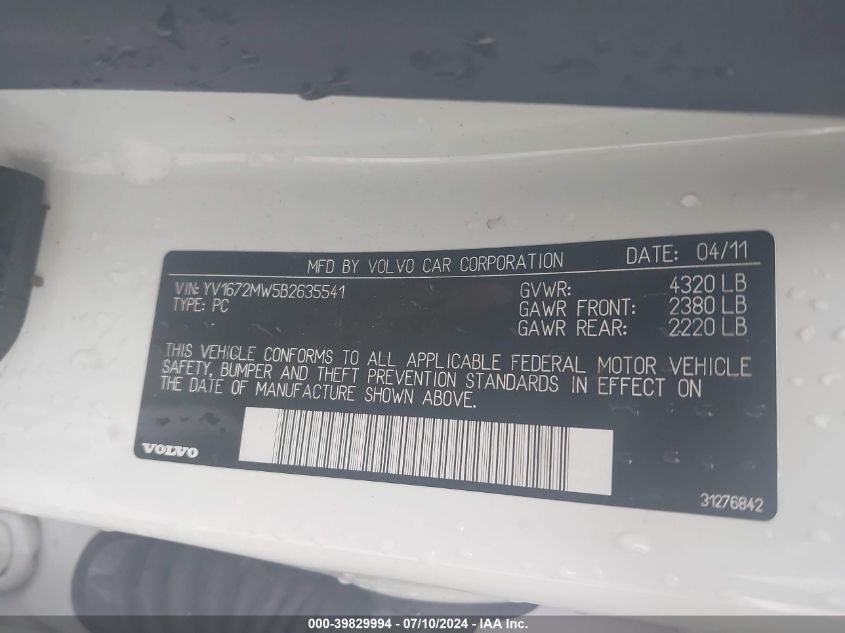 MFD BY VOLVO CAR CORPORATION DATE: 04/11
VIN: YV1672MW5B2635541 GVWR: 4320 LB
TYPE: PC GAWR FRONT: 2380 LB
GAWR REAR: 2220 LB
THIS VEHICLE CONFORMS TO ALL APPLICABLE FEDERAL MOTOR VEHICLE
SAFETY, BUMPER AND THEFT PREVENTION STANDARDS IN EFFECT ON
THE DATE OF MANUFACTURE SHOWN ABOVE.
VOLVO
31276842
000-39829994 - 07/10/2024 - IAA Inc.